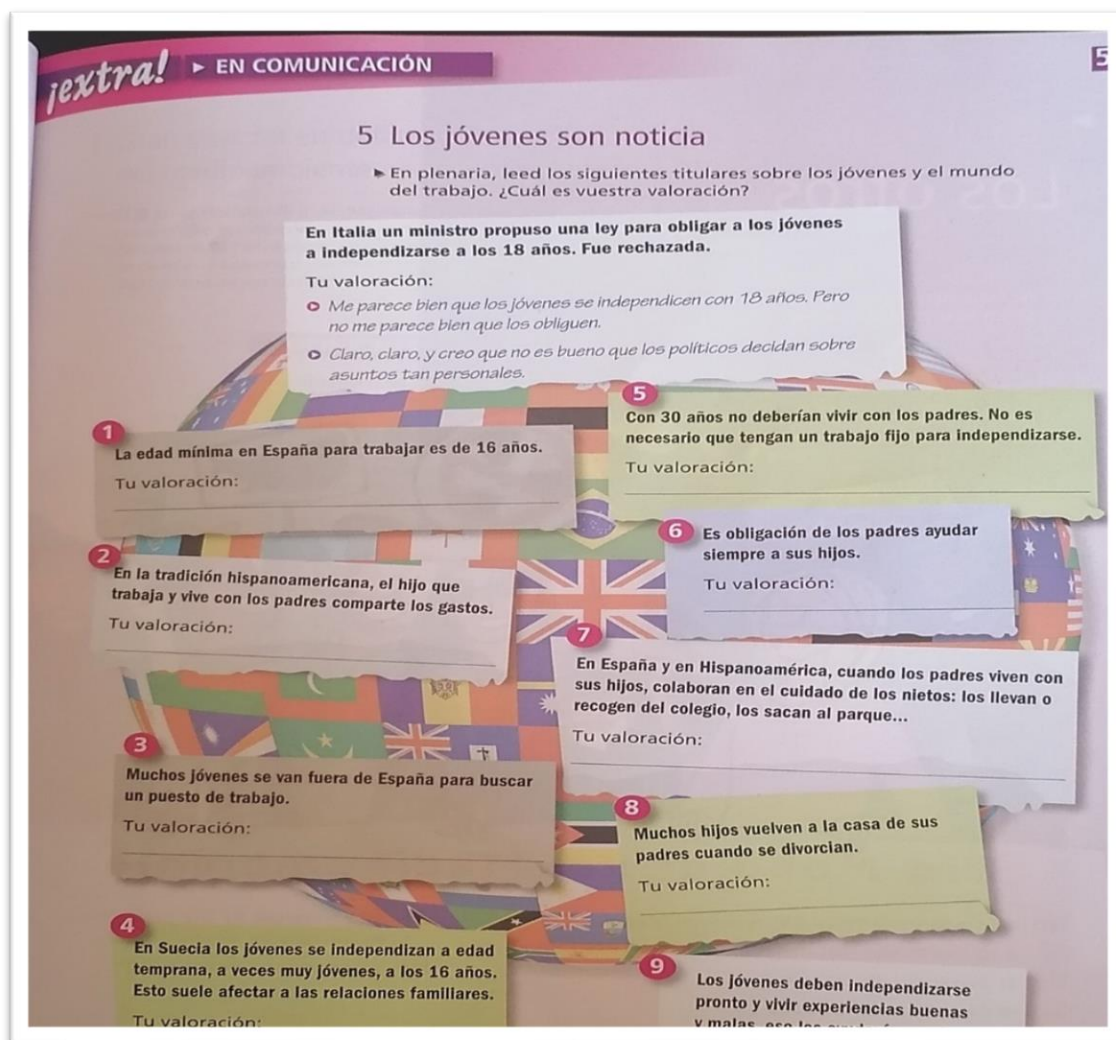 ¡extra! ▸ EN COMUNICACIÓN
5
5 Los jóvenes son noticia
▸ En plenaria, leed los siguientes titulares sobre los jóvenes y el mundo
del trabajo. ¿Cuál es vuestra valoración?
En Italia un ministro propuso una ley para obligar a los jóvenes
a independizarse a los 18 años. Fue rechazada.
Tu valoración:
Me parece bien que los jóvenes se independicen con 18 años. Pero
no me parece bien que los obliguen.
Claro, claro, y creo que no es bueno que los políticos decidan sobre
asuntos tan personales.
1
La edad mínima en España para trabajar es de 16 años.
Tu valoración:
2
En la tradición hispanoamericana, el hijo que
trabaja y vive con los padres comparte los gastos.
Tu valoración:
3
Muchos jóvenes se van fuera de España para buscar
un puesto de trabajo.
Tu valoración:
4
En Suecia los jóvenes se independizan a edad
temprana, a veces muy jóvenes, a los 16 años.
Esto suele afectar a las relaciones familiares.
Tu valoración:
5
Con 30 años no deberían vivir con los padres. No es
necesario que tengan un trabajo fijo para independizarse.
Tu valoración:
6
Es obligación de los padres ayudar
siempre a sus hijos.
Tu valoración:
7
En España y en Hispanoamérica, cuando los padres viven con
sus hijos, colaboran en el cuidado de los nietos: los llevan o
recogen del colegio, los sacan al parque...
Tu valoración:
8
Muchos hijos vuelven a la casa de sus
padres cuando se divorcian.
Tu valoración:
9
Los jóvenes deben independizarse
pronto y vivir experiencias buenas
y malas,